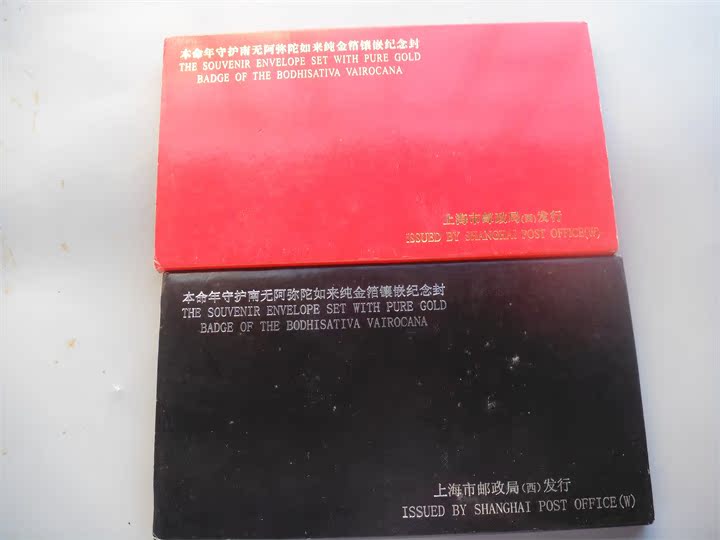 本命年守护南无阿弥陀如来纯金箔镶嵌纪念封
THE SOUVENIR ENVELOPE SET WITH PURE GOLD
BADGE OF THE BODHISATIVA VAIROCANA
上海市邮政局(西)发行
ISSUED BY SHANGHAI POST OFFICE(W)
本命年守护南无阿弥陀如来纯金箔镶嵌纪念封
THE SOUVENIR ENVELOPE SET WITH PURE GOLD
BADGE OF THE BODHISATIVA VAIROCANA
上海市邮政局(西)发行
ISSUED BY SHANGHAI POST OFFICE(W)